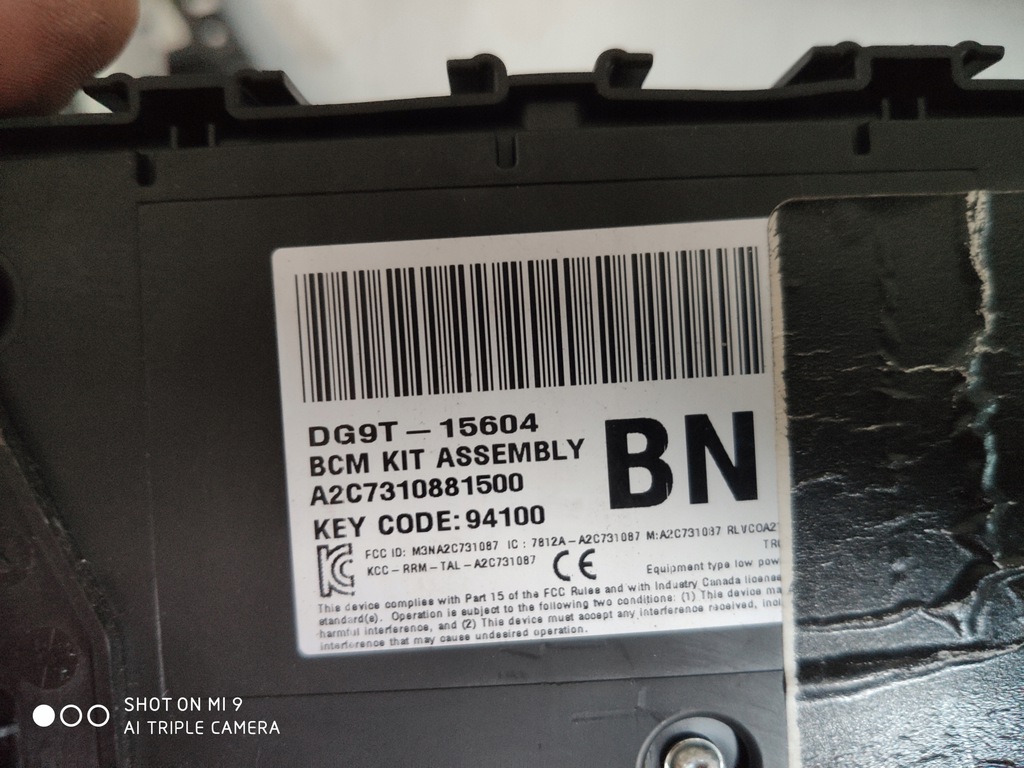 DG9T-15604
BCM KIT ASSEMBLY
A2C7310881500
KEY CODE: 94100
BN
FCC ID: M3NA2C731087 IC : 7812A-A2C731087 M:A2C731087 RLVCOA2
KCC-RRM-TAL-A2C731087
CE
Equipment type low
This device complies with Part 15 of the FCC Rules and with Industry Canada
standard(s). Operation is subject to the following two conditions: (1) This device
harmful interference, and (2) This device must accept any interference received,
interference that may cause undesired operation.
SHOT ON MI 9
AI TRIPLE CAMERA